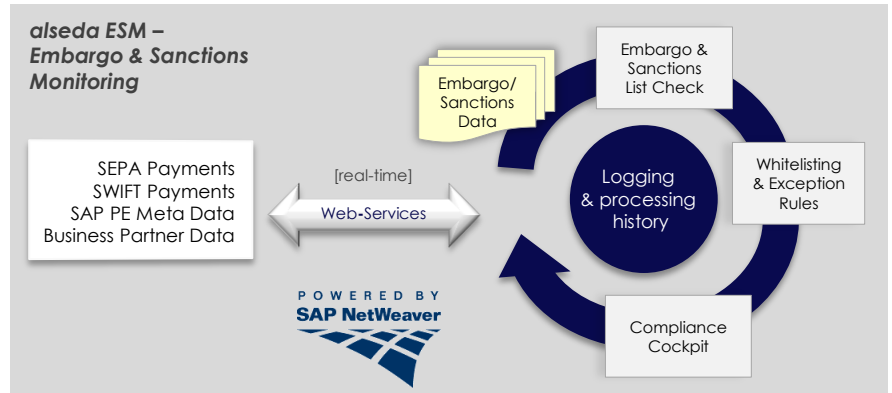 alseda ESM –
Embargo & Sanctions
Monitoring
SEPA Payments
SWIFT Payments
SAP PE Meta Data
Business Partner Data
[real-time]
Web-Services
POWERED BY
SAP NetWeaver
Embargo/
Sanctions
Data
Embargo &
Sanctions
List Check
Whitelisting
& Exception
Rules
Compliance
Cockpit
Logging
& processing
history